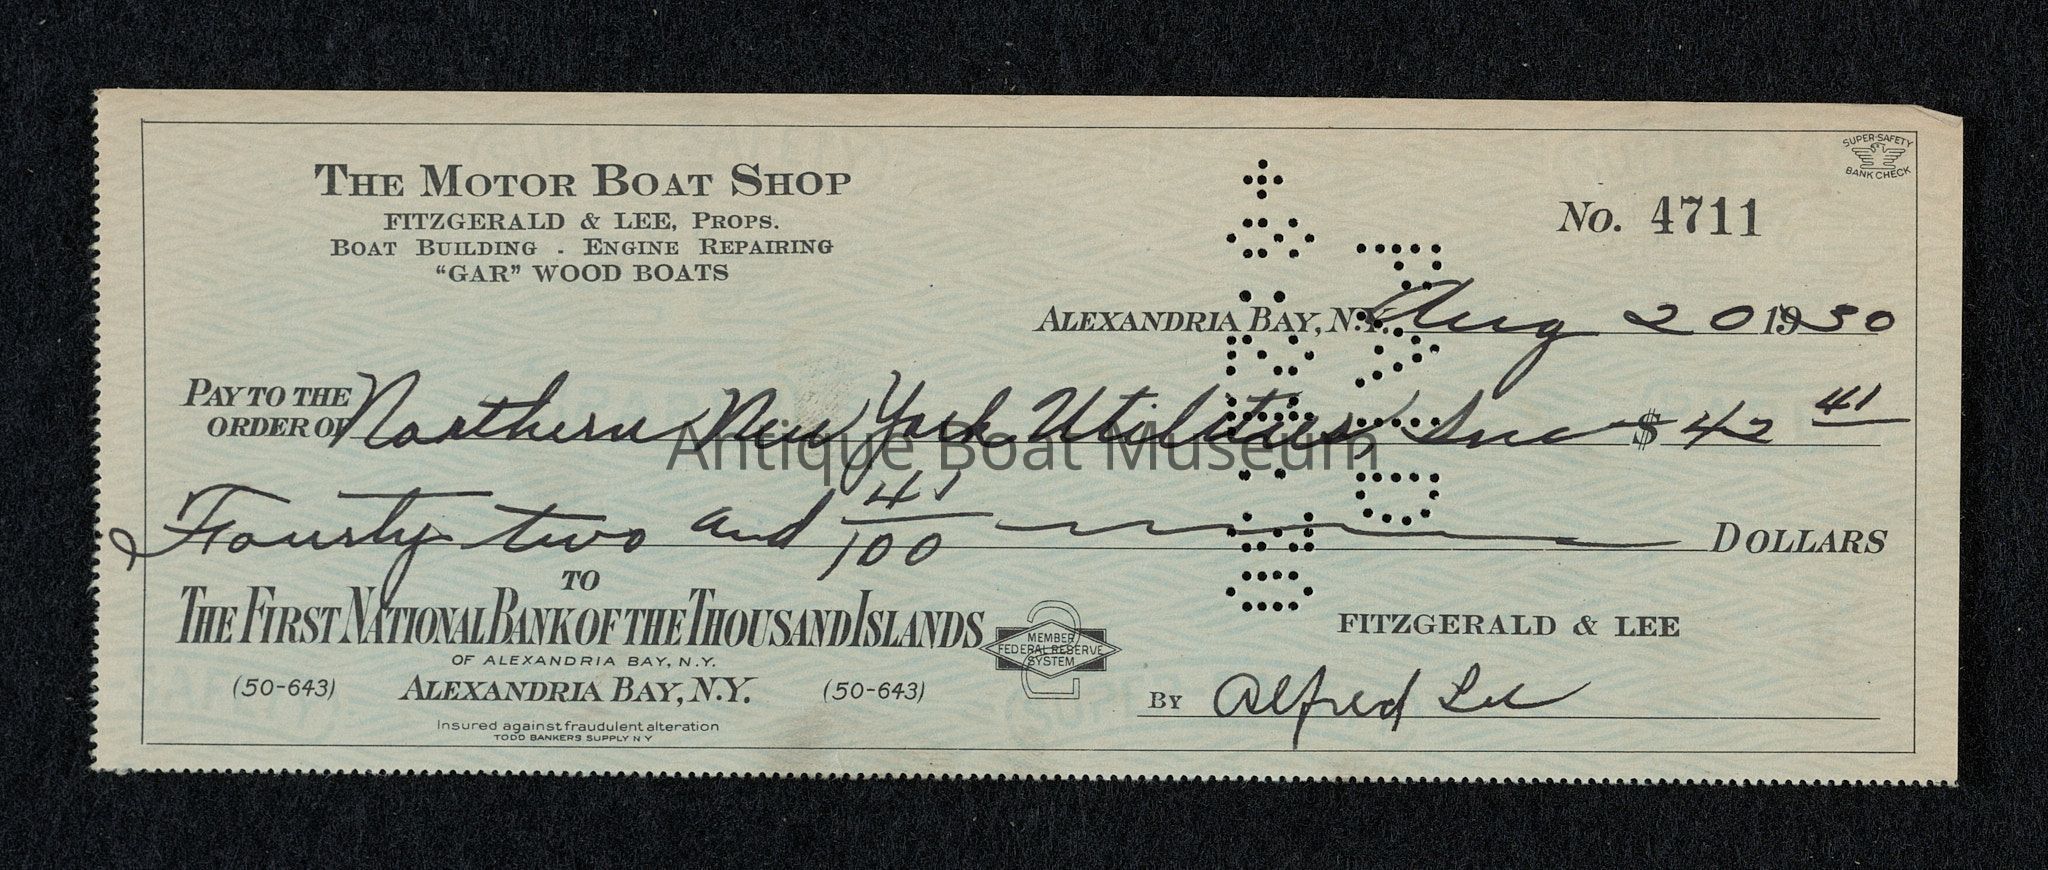 SUPER-SAFETY
BANK CHECK
THE MOTOR BOAT SHOP
FITZGERALD & LEE, PROPS.
BOAT BUILDING - ENGINE REPAIRING
"GAR" WOOD BOATS
No. 4711
ALEXANDRIA BAY, N.Y. Aug 20 1930
PAY TO THE
ORDER OF Northern New York Utilities Inc $ 42 41
Antique Boat Museum
Fourty two and 41/100 DOLLARS
TO
THE FIRST NATIONAL BANK OF THE THOUSAND ISLANDS
OF ALEXANDRIA BAY, N.Y.
(50-643) ALEXANDRIA BAY, N.Y. (50-643)
MEMBER
FEDERAL RESERVE
SYSTEM
FITZGERALD & LEE
BY Alfred Lee
Insured against fraudulent alteration
TODD BANKERS SUPPLY N Y